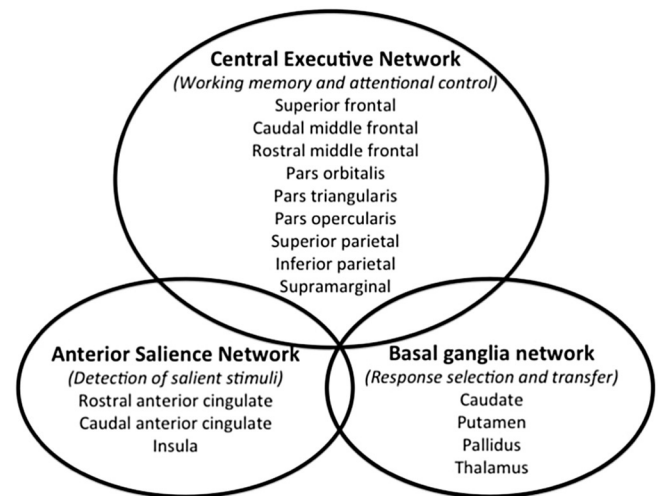 Central Executive Network
(Working memory and attentional control)
Superior frontal
Caudal middle frontal
Rostral middle frontal
Pars orbitalis
Pars triangularis
Pars opercularis
Superior parietal
Inferior parietal
Supramarginal
Anterior Salience Network
(Detection of salient stimuli)
Rostral anterior cingulate
Caudal anterior cingulate
Insula
Basal ganglia network
(Response selection and transfer)
Caudate
Putamen
Pallidus
Thalamus